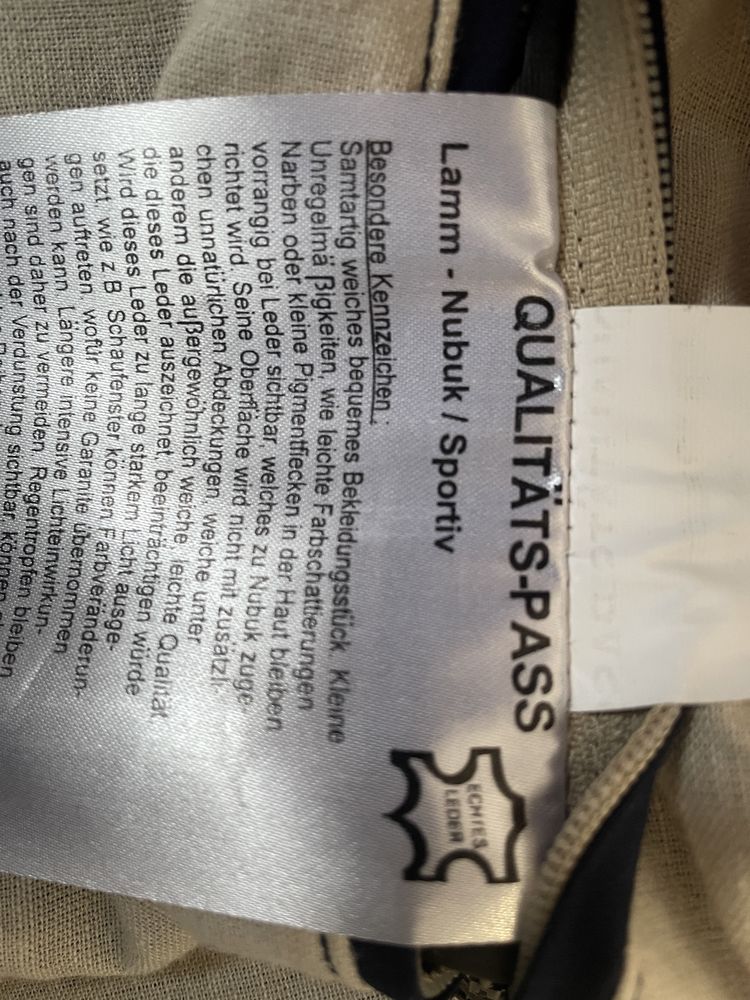 QUALITÄTS-PASS
Lamm - Nubuk / Sportiv
ECHTES
LEDER
Besondere Kennzeichen :
Samtartig weiches bequemes Bekleidungsstück. Kleine
Unregelmä ßigkeiten, wie leichte Farbschattierungen
Narben oder kleine Pigmentflecken in der Haut bleiben
vorrangig bei Leder sichtbar, welches zu Nubuk zuge-
richtet wird. Seine Oberfläche wird nicht mit zusätzli-
chen unnatürlichen Abdeckungen, welche unter
anderem die außergewöhnlich weiche, leichte Qualität
die dieses Leder auszeichnet, beeinträchtigen würde
Wird dieses Leder zu lange starkem Licht ausge-
setzt, wie z.B. Schaufenster können Farbveränderun-
gen auftreten, wofür keine Garantie übernommen
werden kann. Längere intensive Lichteinwirkun-
gen sind daher zu vermeiden. Regentropfen bleiben
auch nach der Verdunstung sichtbar, können